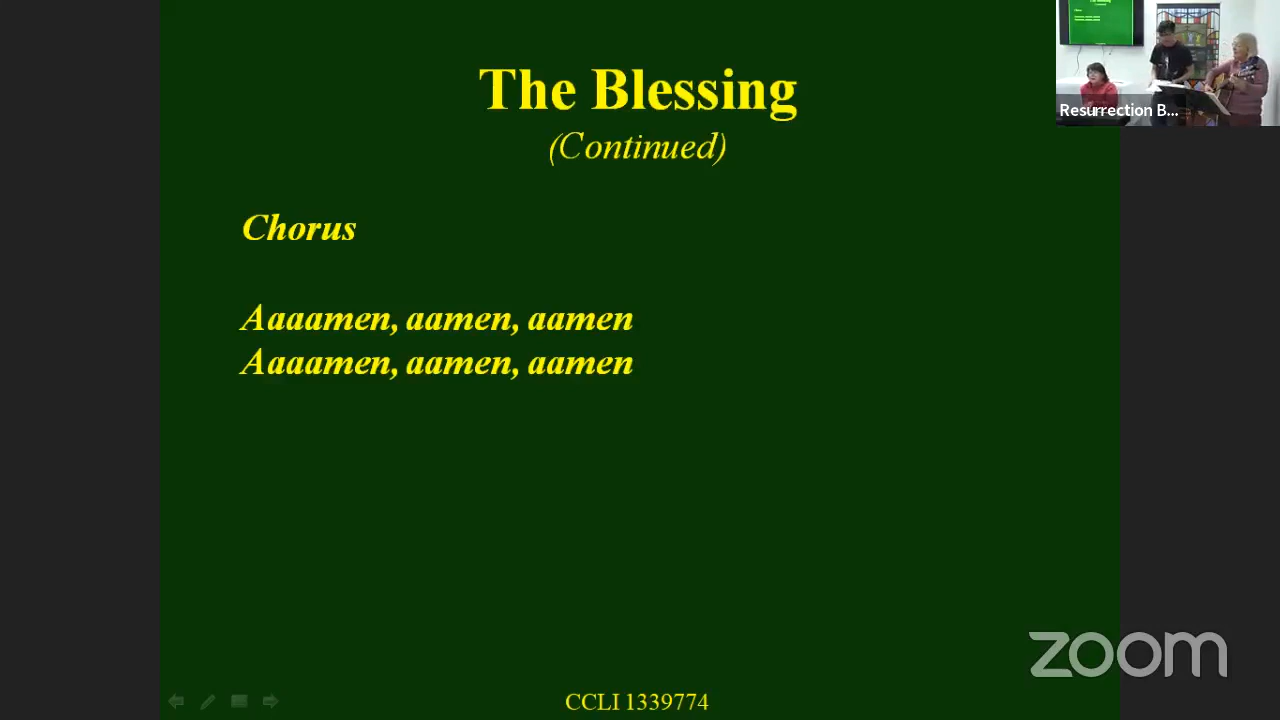 The Blessing
(Continued)
Chorus
Aaaamen, aamen, aamen
Aaaamen, aamen, aamen
CCLI 1339774
Resurrection B...
zoom